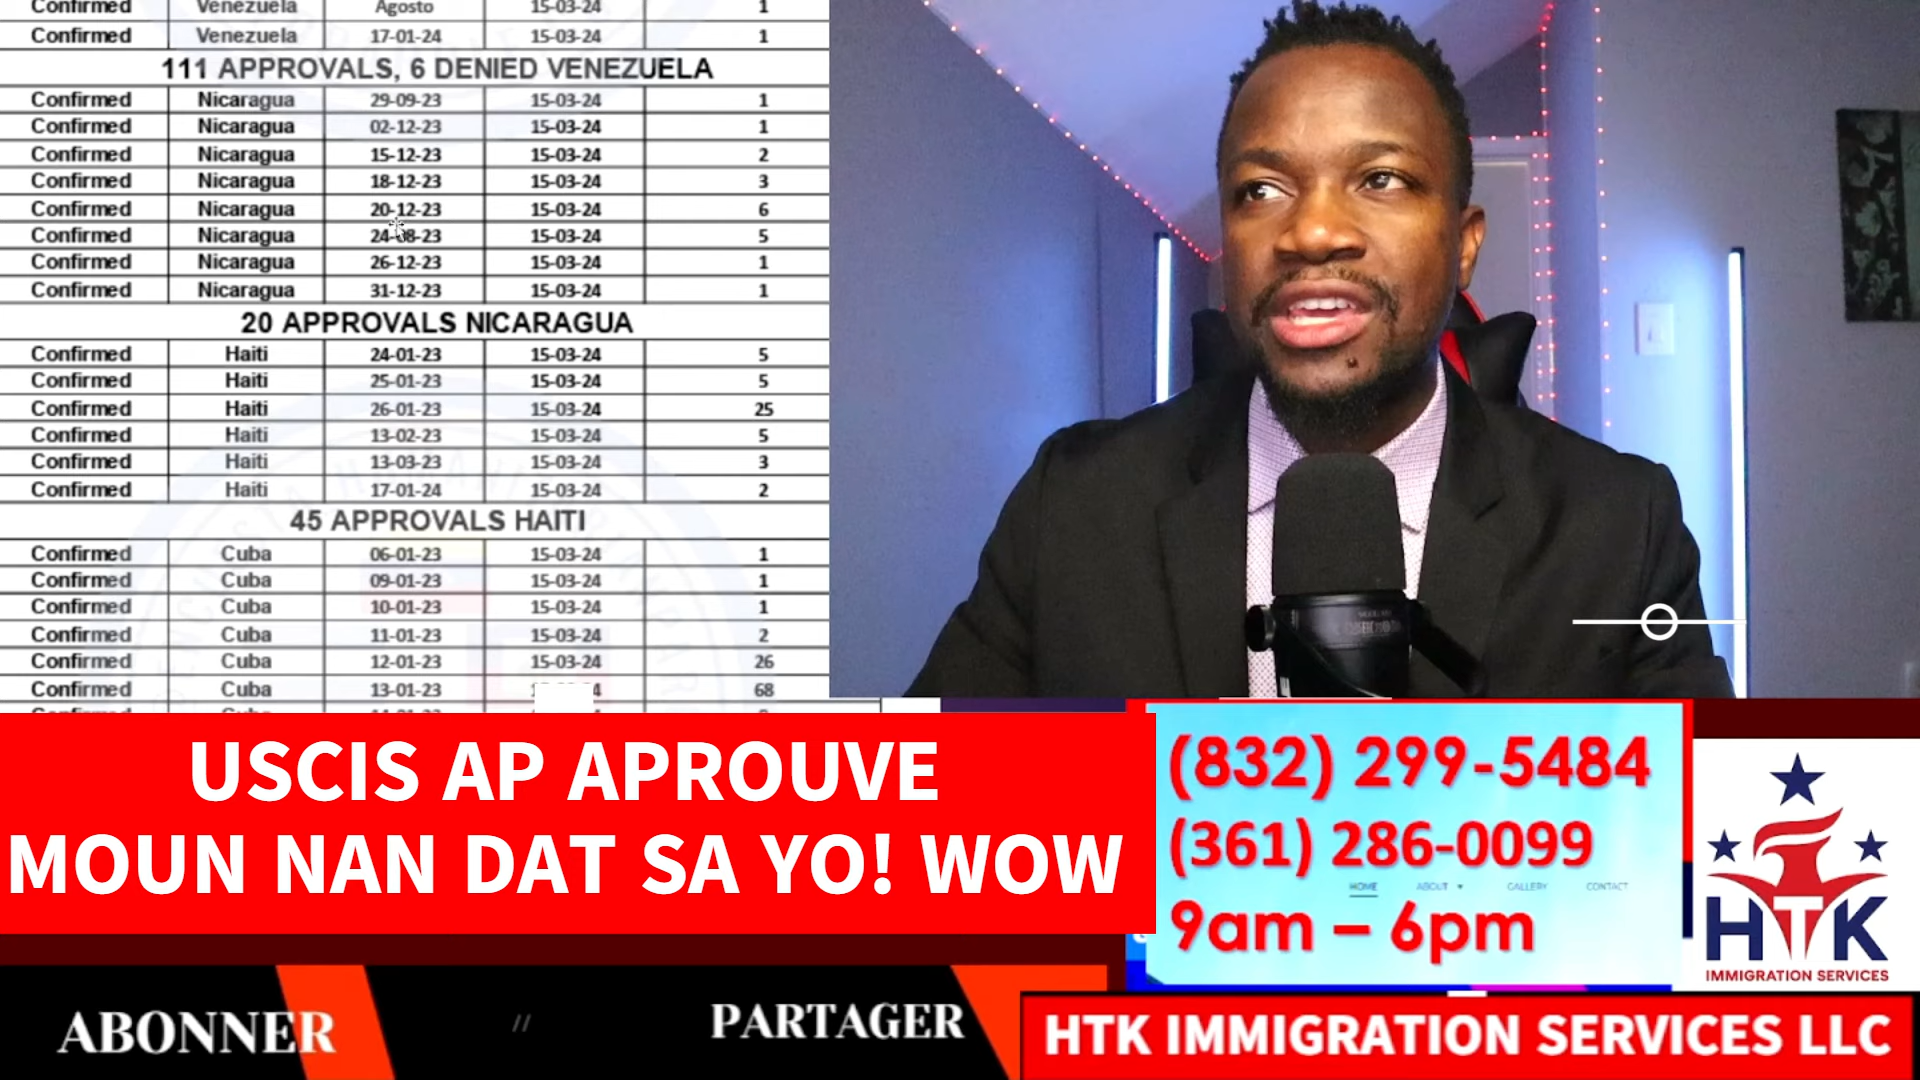 Confirmed Venezuela Agosto 15-03-24 1
Confirmed Venezuela 17-01-24 15-03-24 1
111 APPROVALS, 6 DENIED VENEZUELA
Confirmed Nicaragua 29-09-23 15-03-24 1
Confirmed Nicaragua 02-12-23 15-03-24 1
Confirmed Nicaragua 15-12-23 15-03-24 2
Confirmed Nicaragua 18-12-23 15-03-24 3
Confirmed Nicaragua 20-12-23 15-03-24 6
Confirmed Nicaragua 15-03-24 5
Confirmed Nicaragua 26-12-23 15-03-24 1
Confirmed Nicaragua 31-12-23 15-03-24 1
20 APPROVALS NICARAGUA
Confirmed Haiti 24-01-23 15-03-24 5
Confirmed Haiti 25-01-23 15-03-24 5
Confirmed Haiti 26-01-23 15-03-24 25
Confirmed Haiti 13-02-23 15-03-24 5
Confirmed Haiti 13-03-23 15-03-24 3
Confirmed Haiti 17-01-24 15-03-24 2
45 APPROVALS HAITI
Confirmed Cuba 06-01-23 15-03-24 1
Confirmed Cuba 09-01-23 15-03-24 1
Confirmed Cuba 10-01-23 15-03-24 1
Confirmed Cuba 11-01-23 15-03-24 2
Confirmed Cuba 12-01-23 15-03-24 26
Confirmed Cuba 13-01-23 68
USCIS AP APROUVE
MOUN NAN DAT SA YO! WOW
(832) 299-5484
(361) 286-0099
HOME ABOUT GALLERY CONTACT
9am – 6pm
HTK
IMMIGRATION SERVICES
ABONNER // PARTAGER
HTK IMMIGRATION SERVICES LLC